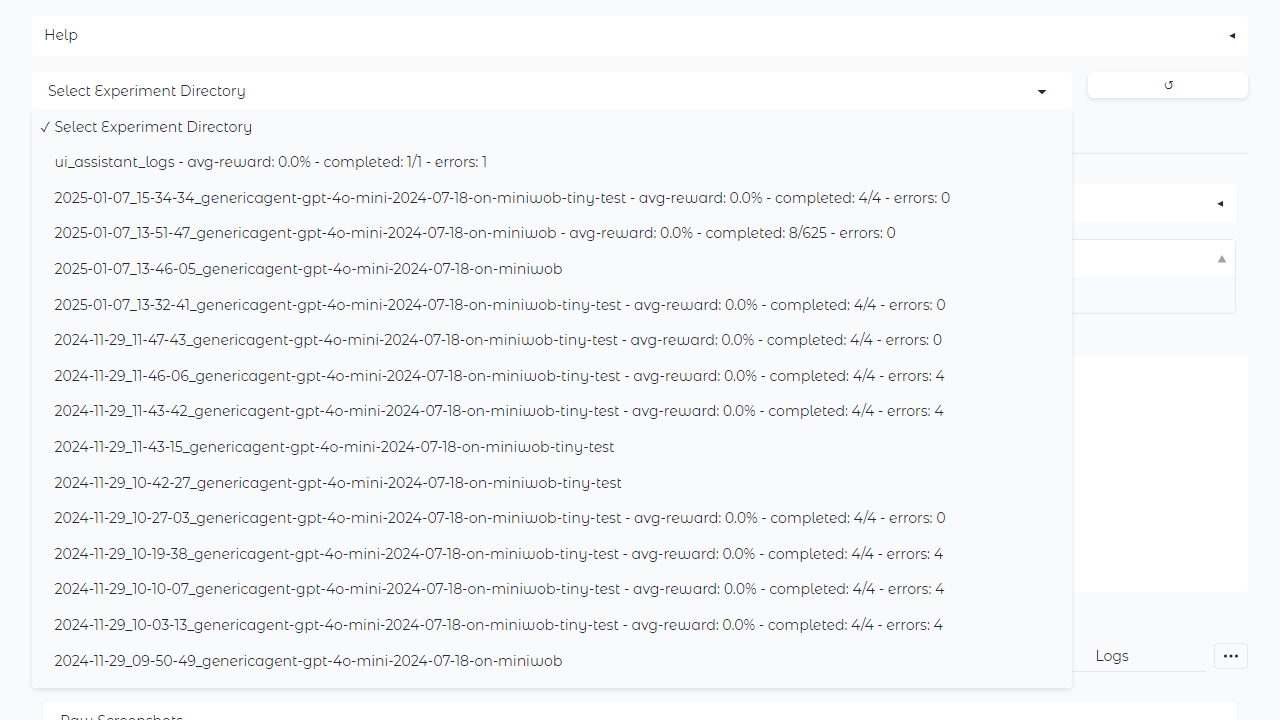 Help
Select Experiment Directory
↺
✓ Select Experiment Directory
ui_assistant_logs - avg-reward: 0.0% - completed: 1/1 - errors: 1
2025-01-07_15-34-34_genericagent-gpt-4o-mini-2024-07-18-on-miniwob-tiny-test - avg-reward: 0.0% - completed: 4/4 - errors: 0
2025-01-07_13-51-47_genericagent-gpt-4o-mini-2024-07-18-on-miniwob - avg-reward: 0.0% - completed: 8/625 - errors: 0
2025-01-07_13-46-05_genericagent-gpt-4o-mini-2024-07-18-on-miniwob
2025-01-07_13-32-41_genericagent-gpt-4o-mini-2024-07-18-on-miniwob-tiny-test - avg-reward: 0.0% - completed: 4/4 - errors: 0
2024-11-29_11-47-43_genericagent-gpt-4o-mini-2024-07-18-on-miniwob-tiny-test - avg-reward: 0.0% - completed: 4/4 - errors: 0
2024-11-29_11-46-06_genericagent-gpt-4o-mini-2024-07-18-on-miniwob-tiny-test - avg-reward: 0.0% - completed: 4/4 - errors: 4
2024-11-29_11-43-42_genericagent-gpt-4o-mini-2024-07-18-on-miniwob-tiny-test - avg-reward: 0.0% - completed: 4/4 - errors: 4
2024-11-29_11-43-15_genericagent-gpt-4o-mini-2024-07-18-on-miniwob-tiny-test
2024-11-29_10-42-27_genericagent-gpt-4o-mini-2024-07-18-on-miniwob-tiny-test
2024-11-29_10-27-03_genericagent-gpt-4o-mini-2024-07-18-on-miniwob-tiny-test - avg-reward: 0.0% - completed: 4/4 - errors: 0
2024-11-29_10-19-38_genericagent-gpt-4o-mini-2024-07-18-on-miniwob-tiny-test - avg-reward: 0.0% - completed: 4/4 - errors: 4
2024-11-29_10-10-07_genericagent-gpt-4o-mini-2024-07-18-on-miniwob-tiny-test - avg-reward: 0.0% - completed: 4/4 - errors: 4
2024-11-29_10-03-13_genericagent-gpt-4o-mini-2024-07-18-on-miniwob-tiny-test - avg-reward: 0.0% - completed: 4/4 - errors: 4
2024-11-29_09-50-49_genericagent-gpt-4o-mini-2024-07-18-on-miniwob
Logs
Raw Screenshots